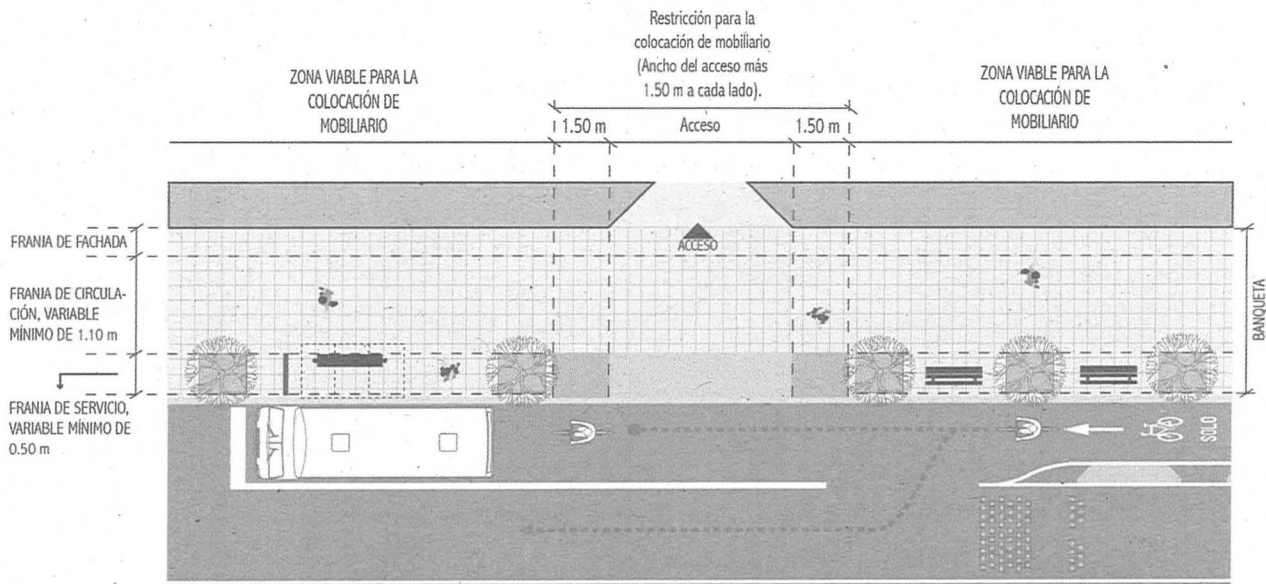 Restricción para la
colocación de mobiliario
(Ancho del acceso más
1.50 m a cada lado).
ZONA VIABLE PARA LA
COLOCACIÓN DE
MOBILIARIO
ZONA VIABLE PARA LA
COLOCACIÓN DE
MOBILIARIO
1.50 m
Acceso
1.50 m
FRANJA DE FACHADA
ACCESO
FRANJA DE CIRCULA-
CIÓN, VARIABLE
MÍNIMO DE 1.10 m
BANQUETA
FRANJA DE SERVICIO,
VARIABLE MÍNIMO DE
0.50 m
SOLO